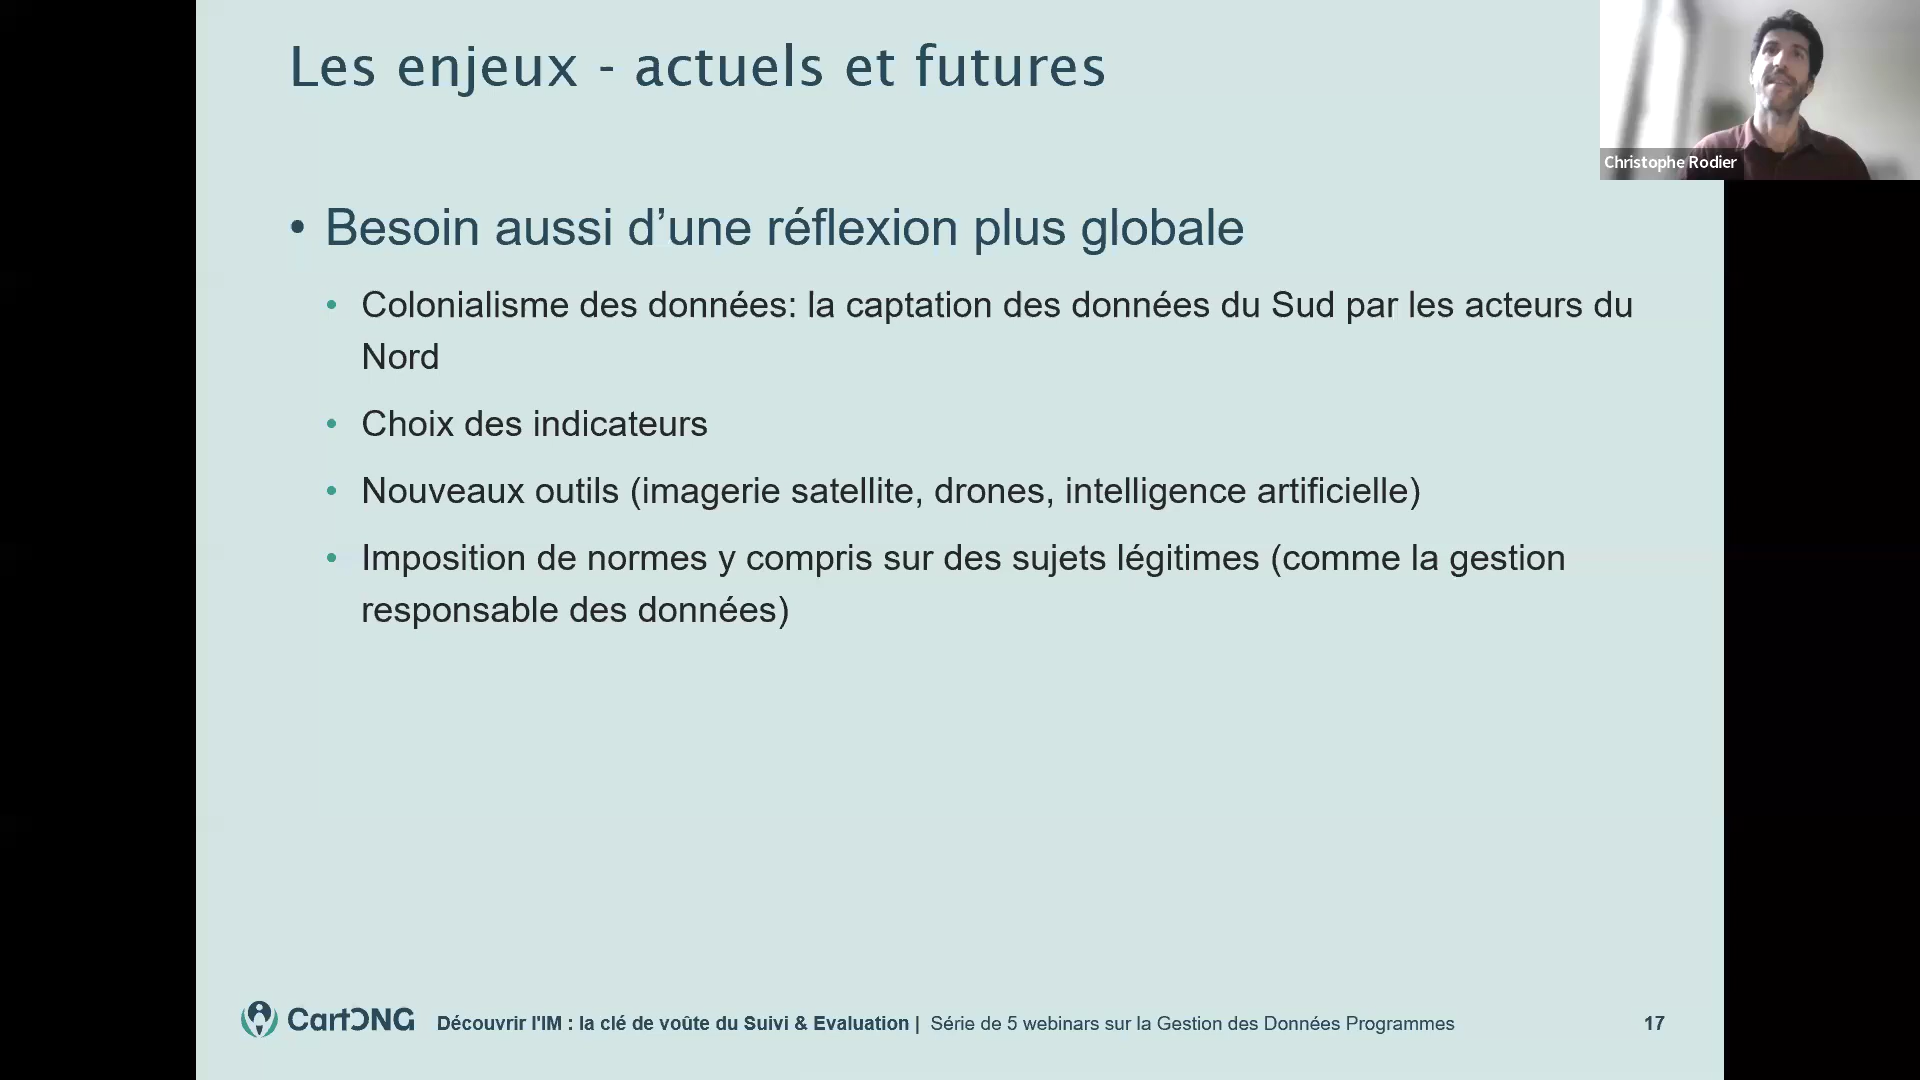 Les enjeux - actuels et futures
Christophe Rodier
• Besoin aussi d’une réflexion plus globale
• Colonialisme des données: la captation des données du Sud par les acteurs du
Nord
• Choix des indicateurs
• Nouveaux outils (imagerie satellite, drones, intelligence artificielle)
• Imposition de normes y compris sur des sujets légitimes (comme la gestion
responsable des données)
CartONG Découvrir l'IM : la clé de voûte du Suivi & Evaluation | Série de 5 webinars sur la Gestion des Données Programmes 17